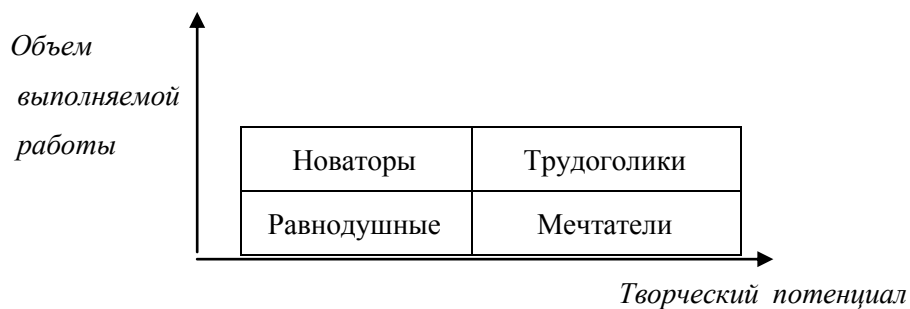 Объем
выполняемой
работы
Новаторы Трудоголики
Равнодушные Мечтатели
Творческий потенциал